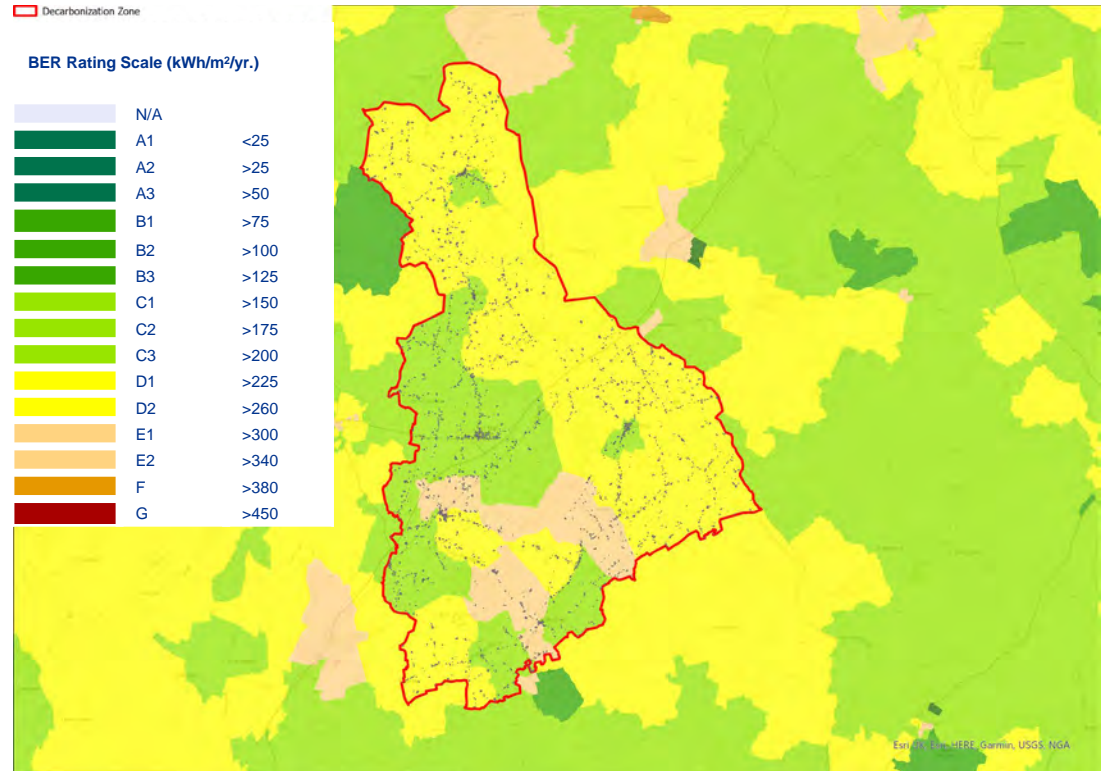 Decarbonization Zone
BER Rating Scale (kWh/m²/yr.)
N/A
A1 <25
A2 >25
A3 >50
B1 >75
B2 >100
B3 >125
C1 >150
C2 >175
C3 >200
D1 >225
D2 >260
E1 >300
E2 >340
F >380
G >450
HERE, Garmin, USGS, NGA